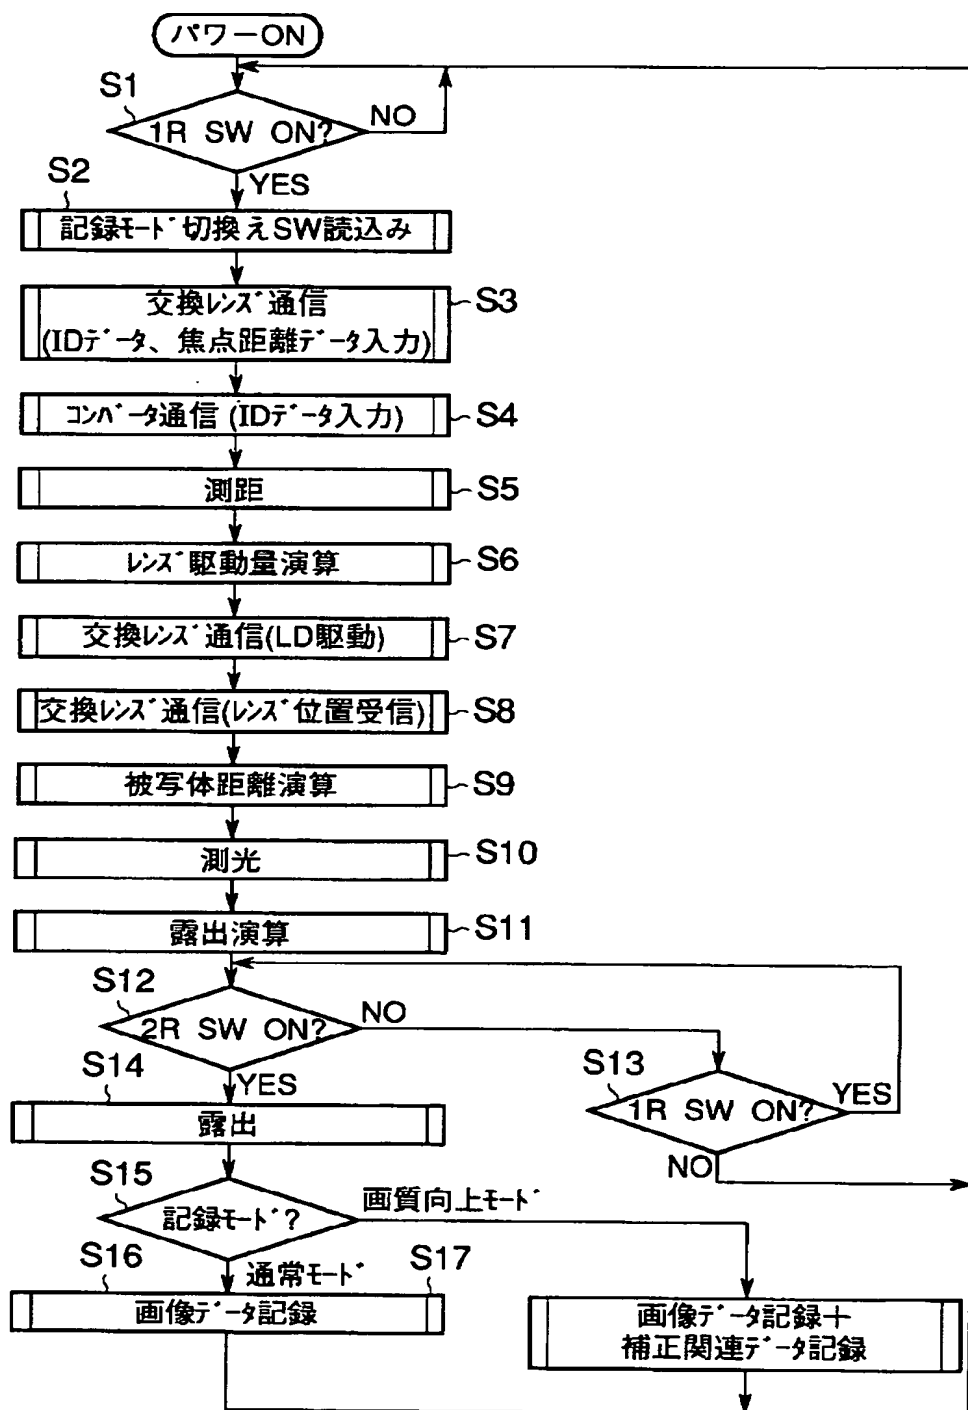 パワーON
S1
1R SW ON?
NO
YES
S2
記録ﾓｰﾄﾞ切換えSW読込み
交換ﾚﾝｽﾞ通信
(IDﾃﾞｰﾀ、焦点距離ﾃﾞｰﾀ入力)
S3
ｺﾝﾊﾞｰﾀ通信(IDﾃﾞｰﾀ入力)
S4
測距
S5
ﾚﾝｽﾞ駆動量演算
S6
交換ﾚﾝｽﾞ通信(LD駆動)
S7
交換ﾚﾝｽﾞ通信(ﾚﾝｽﾞ位置受信)
S8
被写体距離演算
S9
測光
S10
露出演算
S11
S12
2R SW ON?
NO
YES
S13
1R SW ON?
YES
NO
S14
露出
S15
記録ﾓｰﾄﾞ?
画質向上ﾓｰﾄﾞ
通常ﾓｰﾄﾞ
S16
画像ﾃﾞｰﾀ記録
S17
画像ﾃﾞｰﾀ記録＋
補正関連ﾃﾞｰﾀ記録